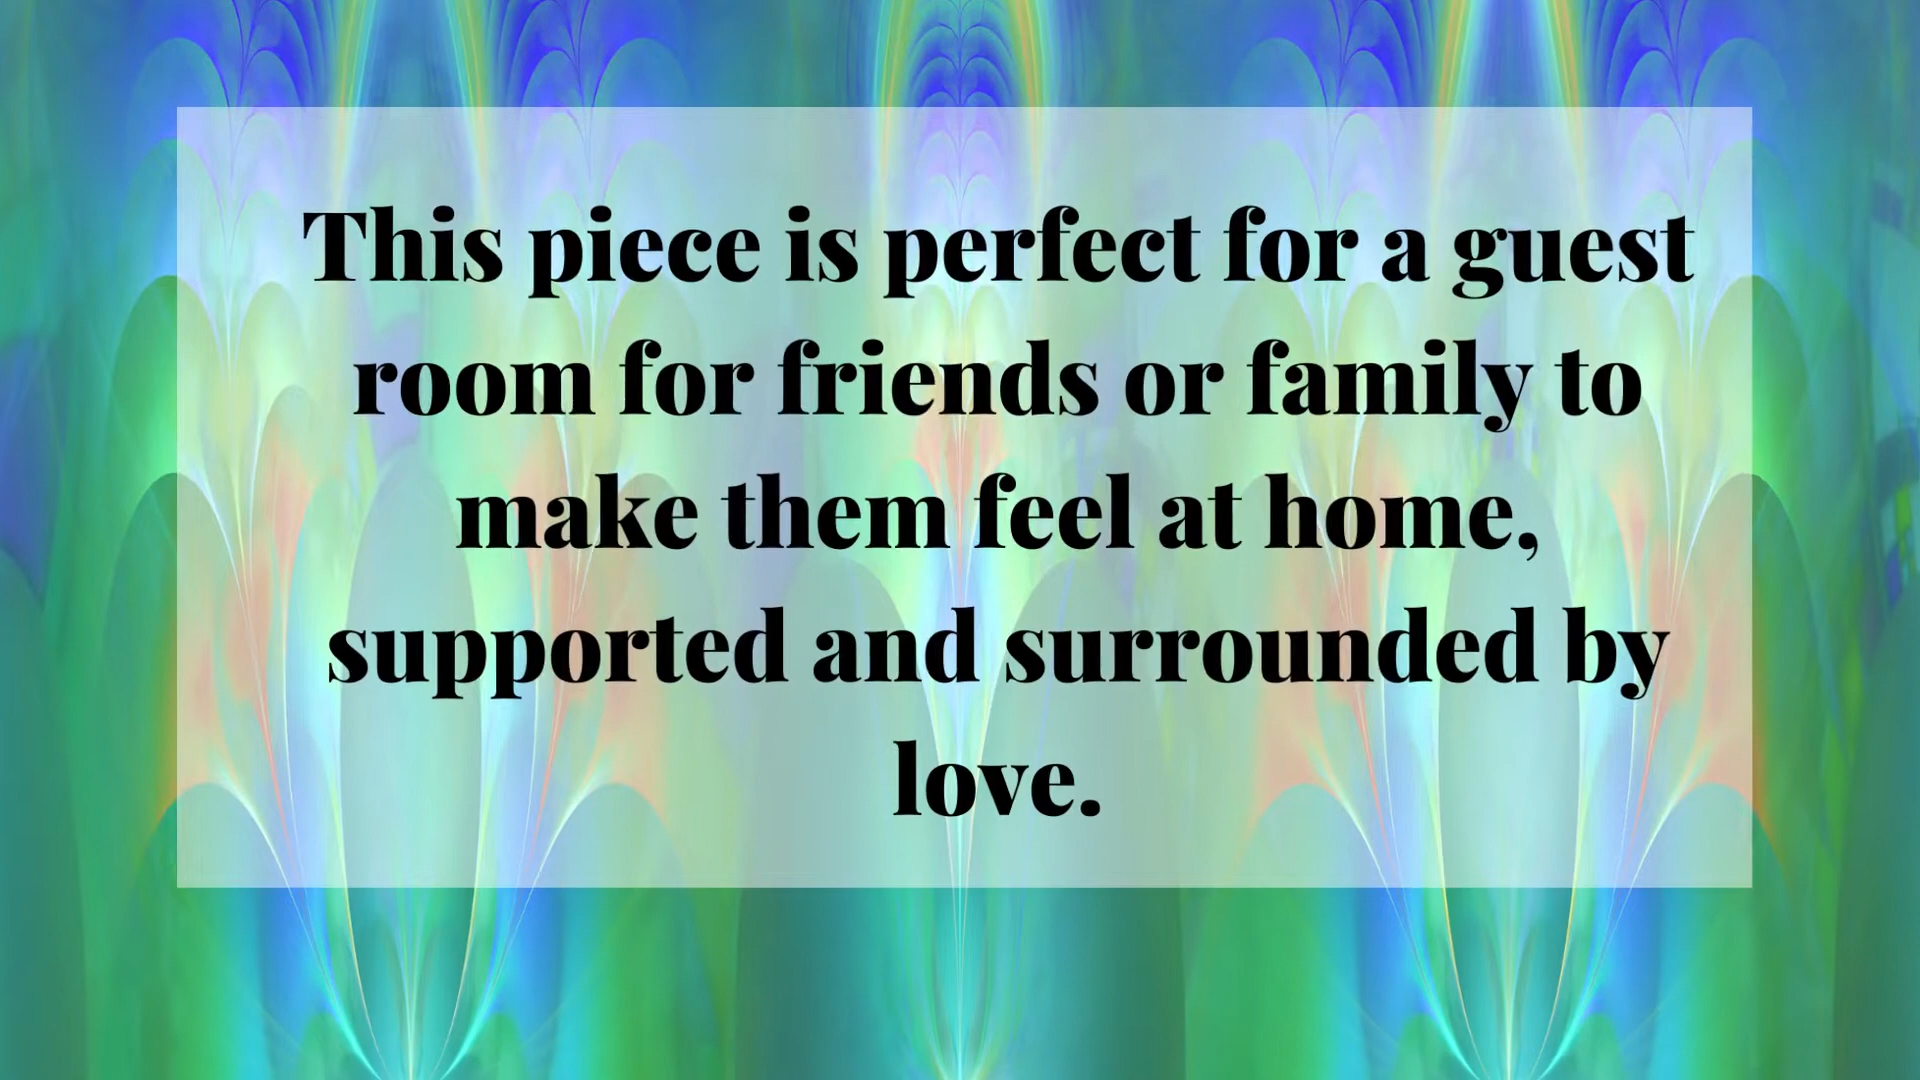 This piece is perfect for a guest
room for friends or family to
make them feel at home,
supported and surrounded by
love.